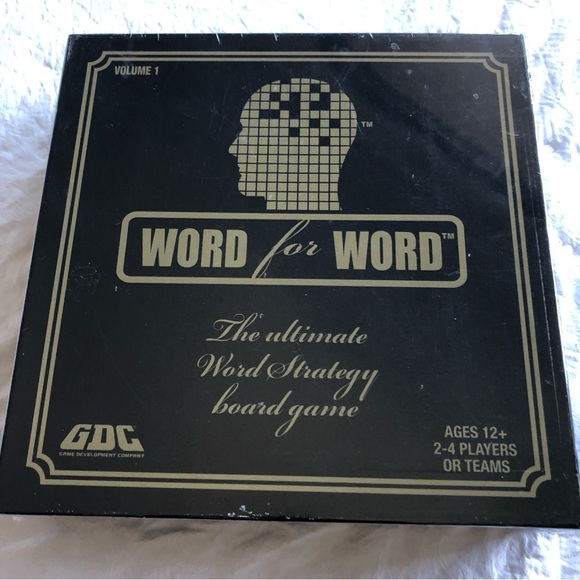 VOLUME 1
TM
WORD for WORD™
The ultimate
Word Strategy
board game
GDC
GAME DEVELOPMENT COMPANY
AGES 12+
2-4 PLAYERS
OR TEAMS